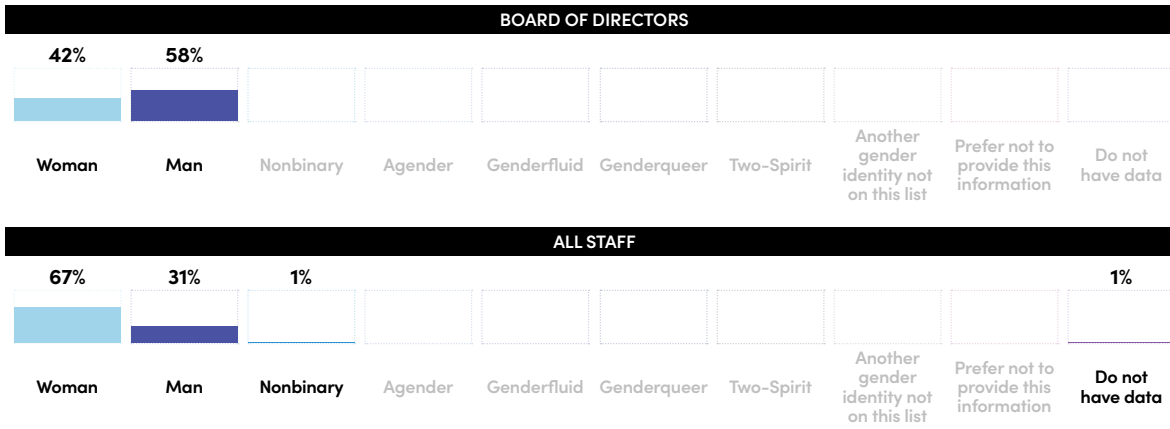 BOARD OF DIRECTORS
42% 58%
Woman Man Nonbinary Agender Genderfluid Genderqueer Two-Spirit Another gender identity not on this list Prefer not to provide this information Do not have data
ALL STAFF
67% 31% 1% 1%
Woman Man Nonbinary Agender Genderfluid Genderqueer Two-Spirit Another gender identity not on this list Prefer not to provide this information Do not have data